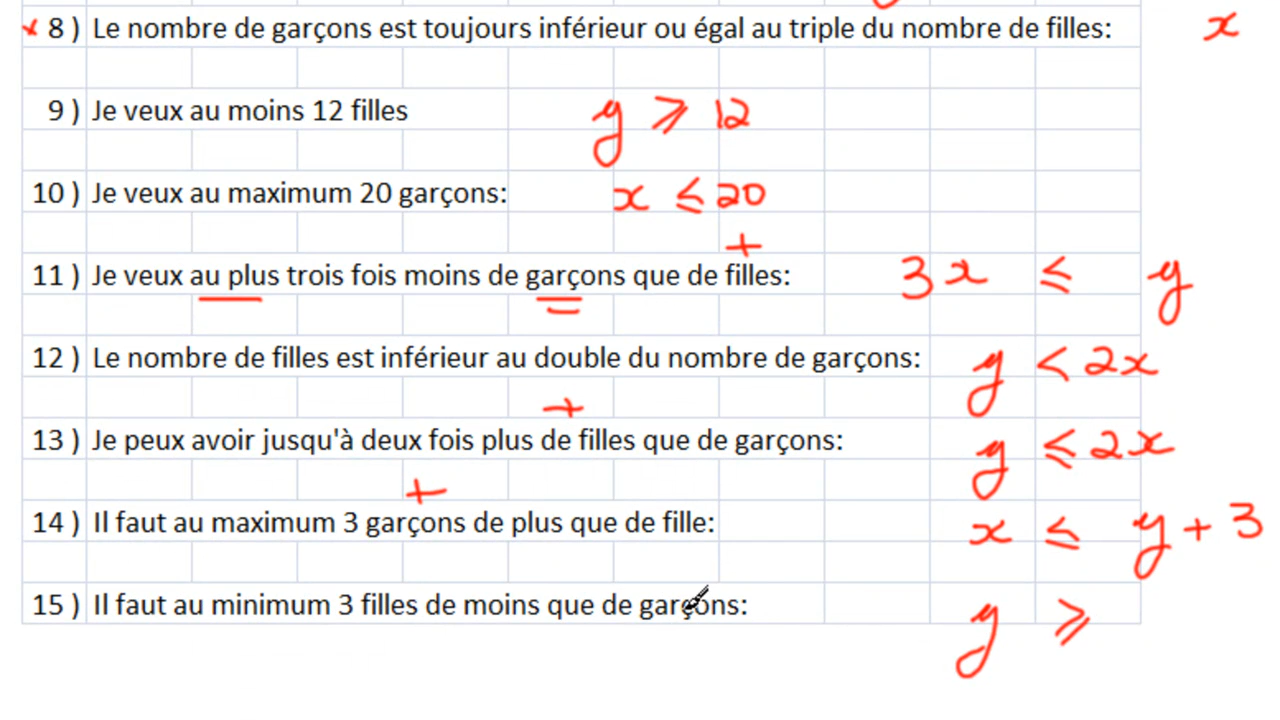 x 8 ) Le nombre de garçons est toujours inférieur ou égal au triple du nombre de filles: x
9 ) Je veux au moins 12 filles y ⩾ 12
10 ) Je veux au maximum 20 garçons: x ≤ 20
+
11 ) Je veux au plus trois fois moins de garçons que de filles: 3x ≤ y
12 ) Le nombre de filles est inférieur au double du nombre de garçons: y < 2x
+
13 ) Je peux avoir jusqu'à deux fois plus de filles que de garçons: y ≤ 2x
+
14 ) Il faut au maximum 3 garçons de plus que de fille: x ≤ y + 3
15 ) Il faut au minimum 3 filles de moins que de garçons: y ⩾